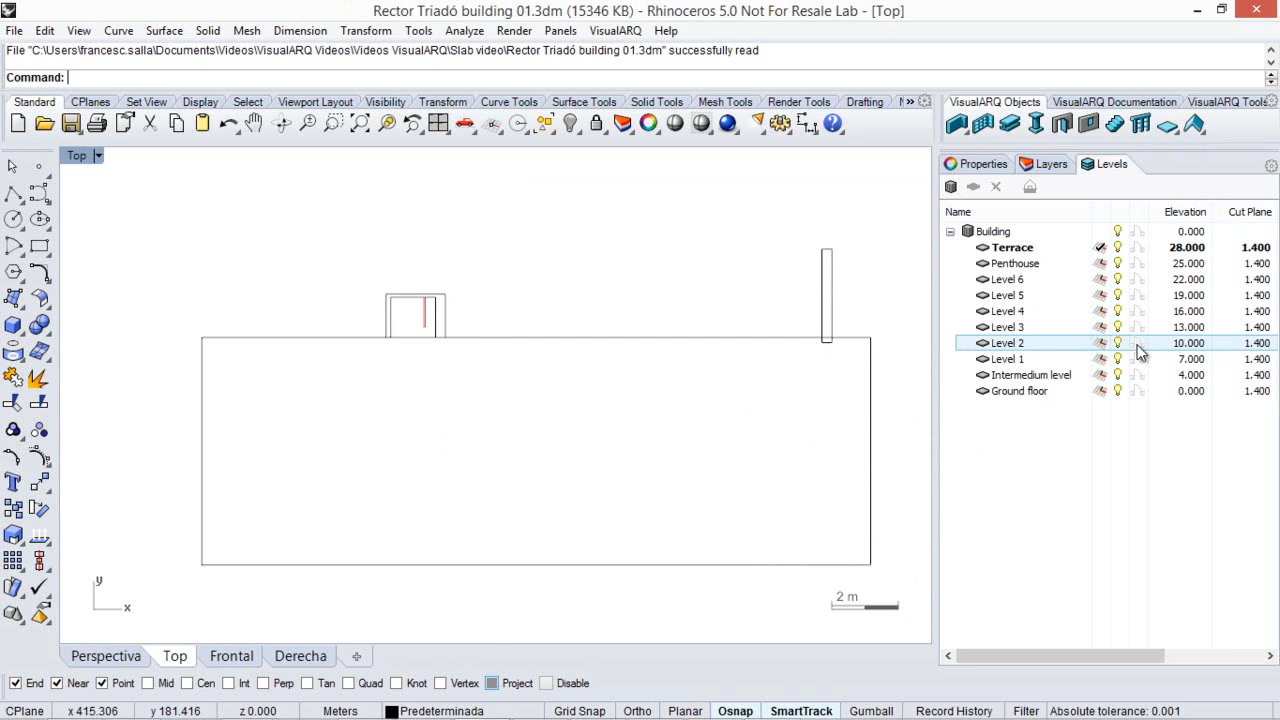 Rector Triadó building 01.3dm (15346 KB) - Rhinoceros 5.0 Not For Resale Lab - [Top]
File Edit View Curve Surface Solid Mesh Dimension Transform Tools Analyze Render Panels VisualARQ Help
File "C:\Users\francesc.salla\Documents\Videos\VisualARQ Videos\Videos VisualARQ\Slab video\Rector Triadó building 01.3dm" successfully read
Command:
Standard CPlanes Set View Display Select Viewport Layout Visibility Transform Curve Tools Surface Tools Solid Tools Mesh Tools Render Tools Drafting
VisualARQ Objects VisualARQ Documentation VisualARQ Tools
Top
Properties Layers Levels
Name Elevation Cut Plane
Building 0.000
Terrace 28.000 1.400
Penthouse 25.000 1.400
Level 6 22.000 1.400
Level 5 19.000 1.400
Level 4 16.000 1.400
Level 3 13.000 1.400
Level 2 10.000 1.400
Level 1 7.000 1.400
Intermedium level 4.000 1.400
Ground floor 0.000 1.400
y
x
2 m
Perspectiva Top Frontal Derecha
End Near Point Mid Cen Int Perp Tan Quad Knot Vertex Project Disable
CPlane x 415.306 y 181.416 z 0.000 Meters Predeterminada Grid Snap Ortho Planar Osnap SmartTrack Gumball Record History Filter Absolute tolerance: 0.001